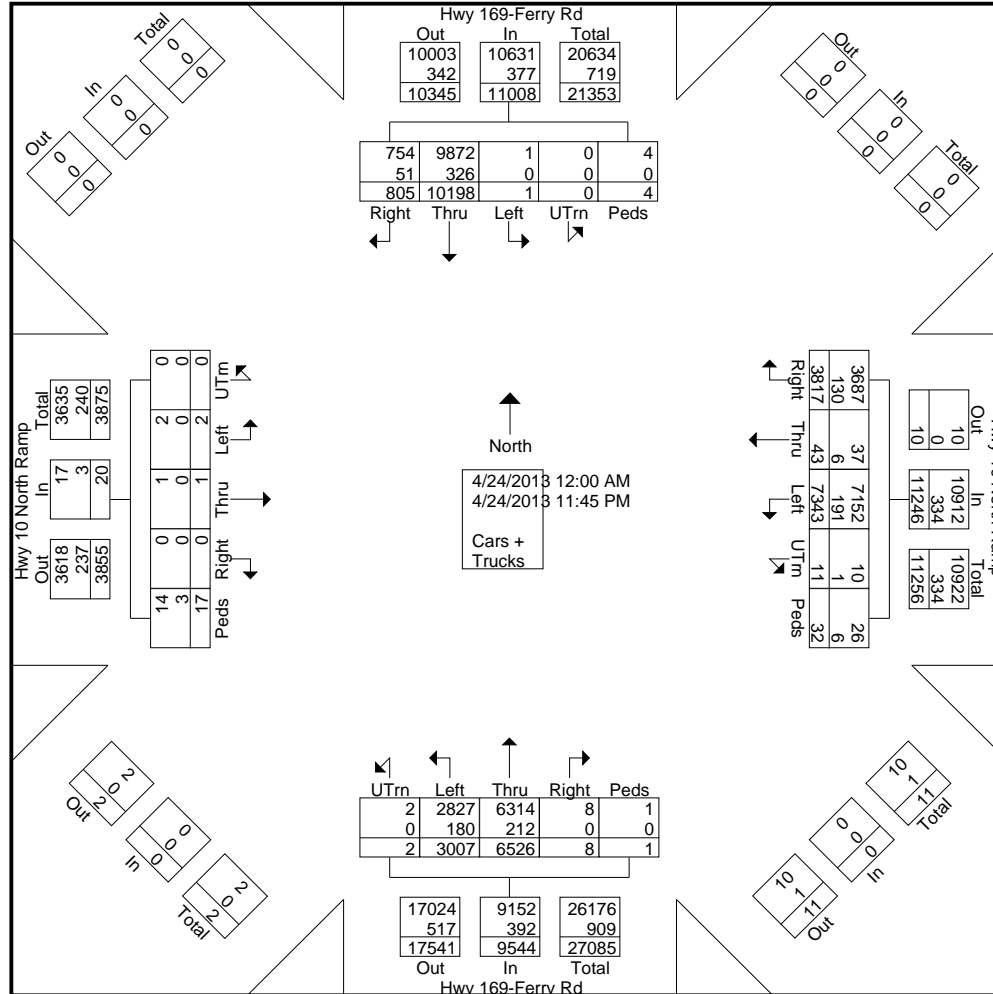 Hwy 169-Ferry Rd
Out In Total
10003 10631 20634
342 377 719
10345 11008 21353
754 9872 1 0 4
51 326 0 0 0
805 10198 1 0 4
Right Thru Left UTrn Peds
Total
0
0
0
In
0
0
0
Out
0
0
0
Out
0
0
0
In
0
0
0
Total
0
0
0
Hwy 10 North Ramp
Total
3635
240
3875
In
17
3
20
Out
3618
237
3855
0 0 0
UTrn
2 0 2
Left
1 0 1
Thru
0 0 0
Right
14 3 17
Peds
North
4/24/2013 12:00 AM
4/24/2013 11:45 PM
Cars +
Trucks
Right
3817 130 3687
Thru
43 6 37
Left
7343 191 7152
UTrn
11 1 10
Peds
32 6 26
Out
10
0
10
In
10912
334
11246
Total
10922
334
11256
UTrn Left Thru Right Peds
2 2827 6314 8 1
0 180 212 0 0
2 3007 6526 8 1
17024 9152 26176
517 392 909
17541 9544 27085
Out In Total
Hwy 169-Ferry Rd
2
0
2
Out
0
0
0
In
2
0
2
Total
10
1
11
Total
0
0
0
In
10
1
11
Out